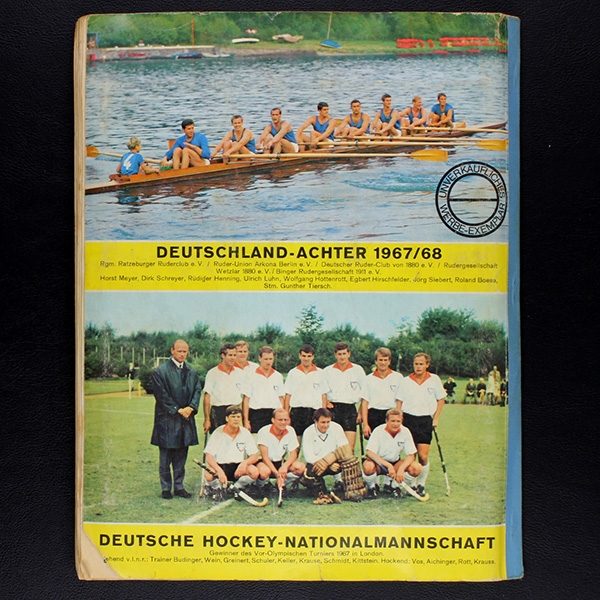 UNVERKÄUFLICHES
WERBE-EXEMPLAR
DEUTSCHLAND-ACHTER 1967/68
Rgm. Ratzeburger Ruderclub e. V. / Ruder-Union Arkona Berlin e. V. / Deutscher Ruder-Club von 1880 e. V. / Rudergesellschaft
Wetzlar 1880 e. V. / Binger Rudergesellschaft 1911 e. V.
Horst Meyer, Dirk Schreyer, Rüdiger Henning, Ulrich Luhn, Wolfgang Hottenrott, Egbert Hirschfelder, Jörg Siebert, Roland Boese,
Stm. Gunther Tiersch.
DEUTSCHE HOCKEY-NATIONALMANNSCHAFT
Gewinner des Vor-Olympischen Turniers 1967 in London.
ehend v.l.n.r.: Trainer Budinger, Wein, Greinert, Schuler, Keller, Krause, Schmidt, Kittstein. Hockend: Vos, Aichinger, Rott, Krauss.